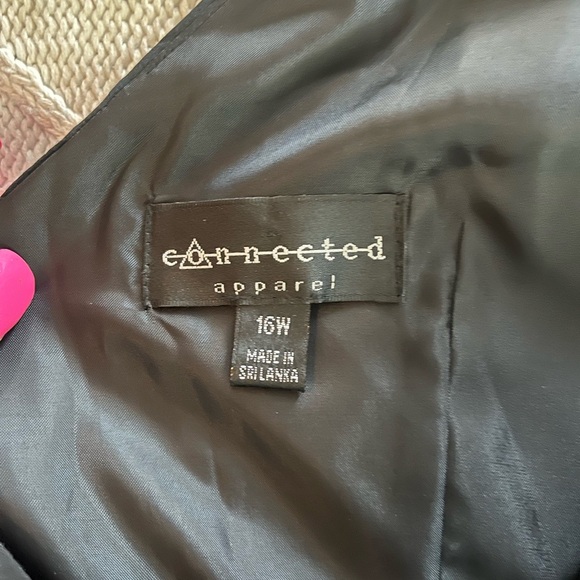 connected
apparel
16W
MADE IN
SRI LANKA